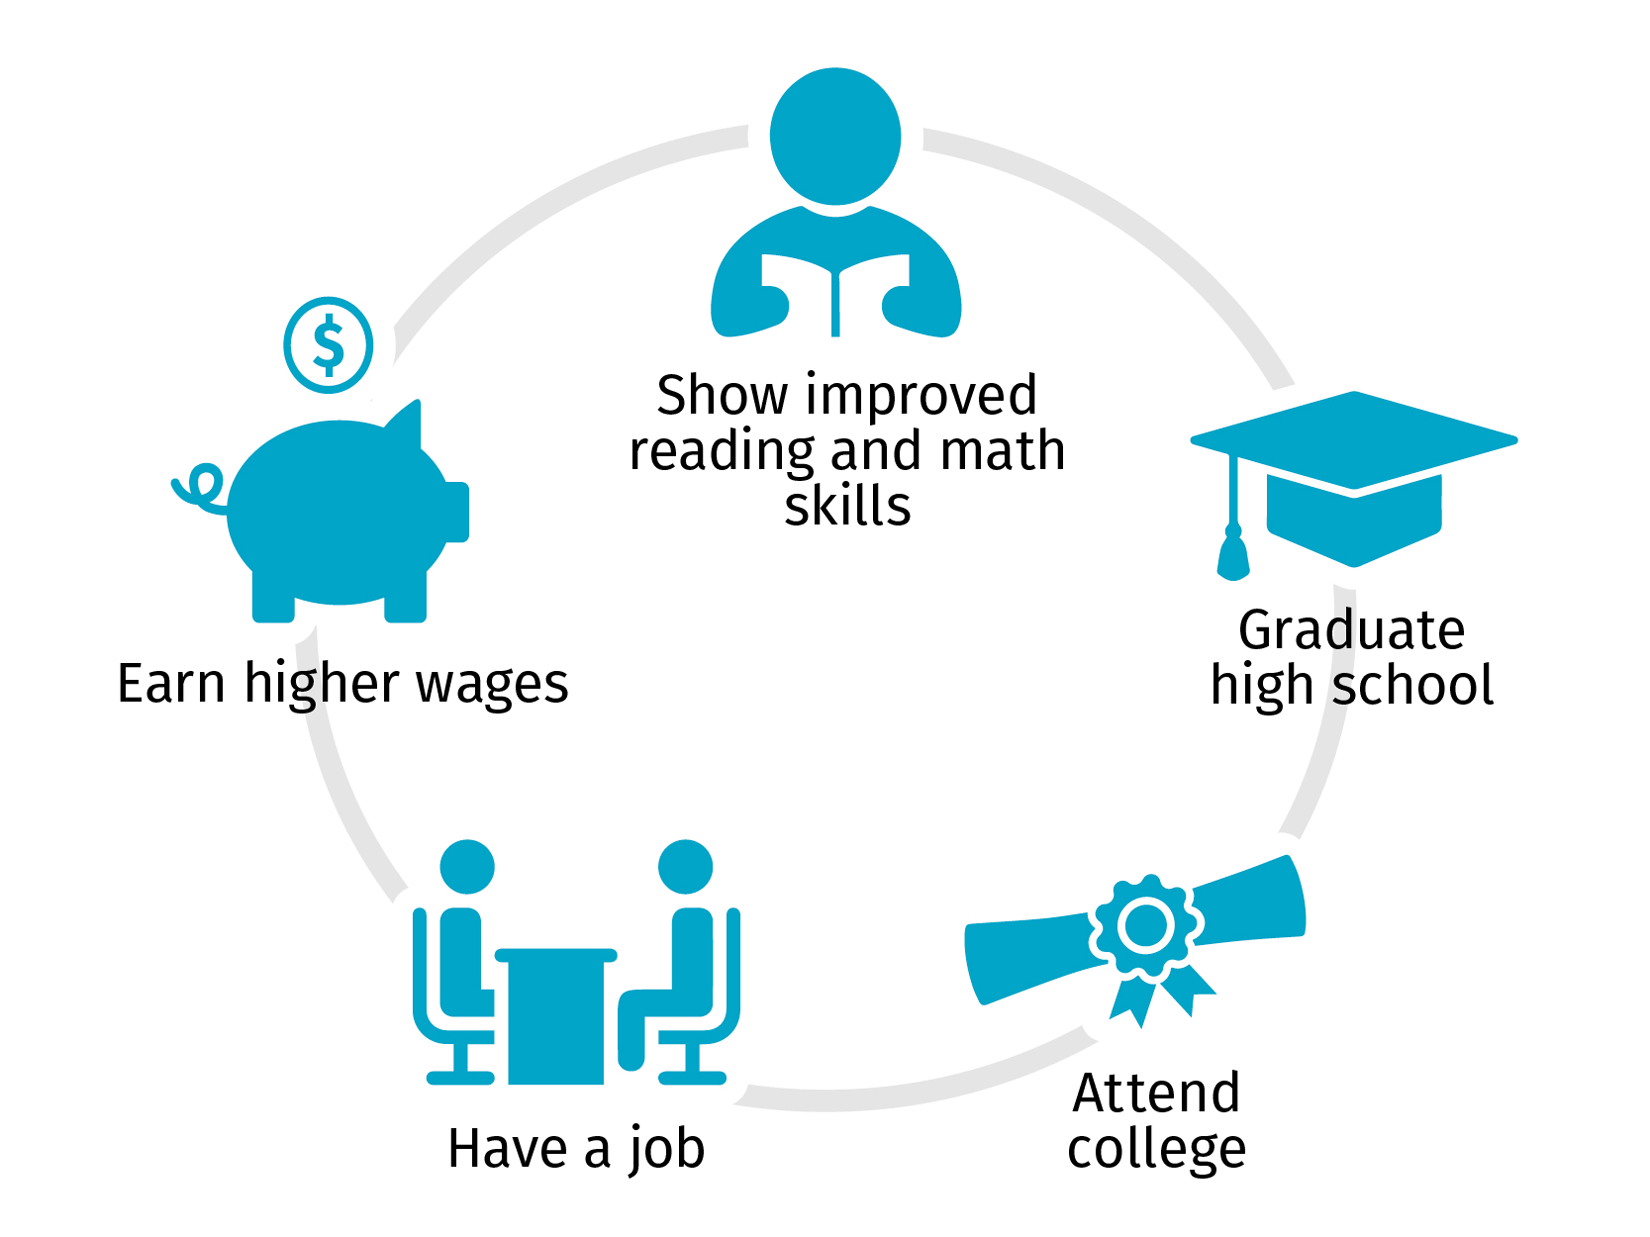 $
Show improved
reading and math
skills
Graduate
high school
Earn higher wages
Attend
college
Have a job